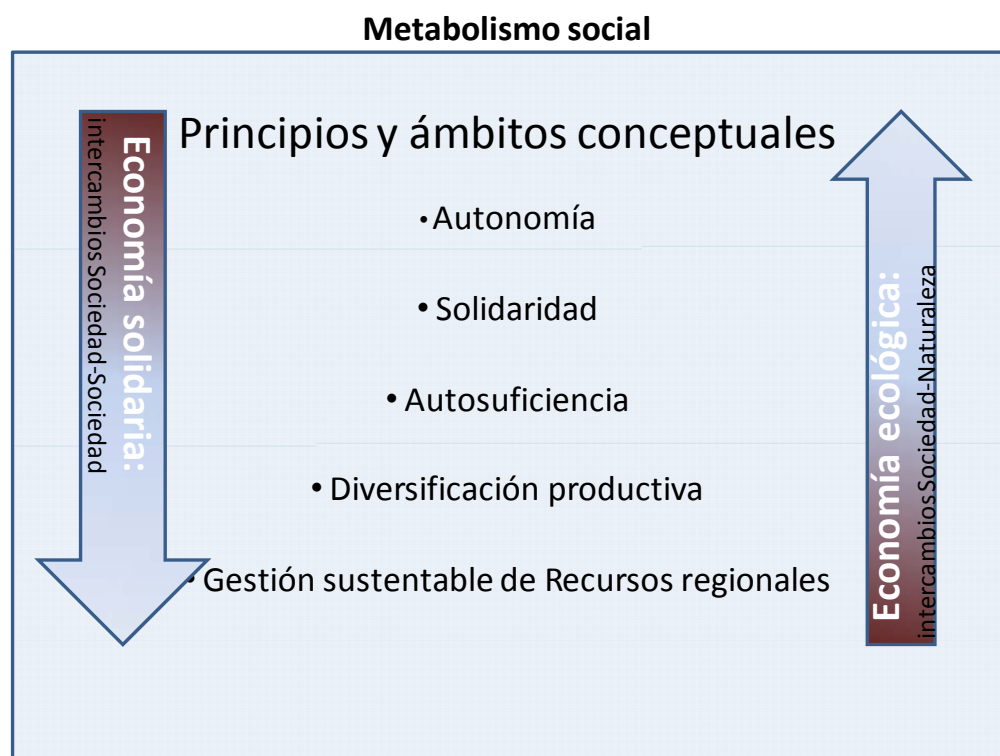 Metabolismo social
Principios y ámbitos conceptuales
Economía solidaria:
intercambios Sociedad-Sociedad
• Autonomía
• Solidaridad
• Autosuficiencia
• Diversificación productiva
• Gestión sustentable de Recursos regionales
Economía ecológica:
intercambios Sociedad-Naturaleza